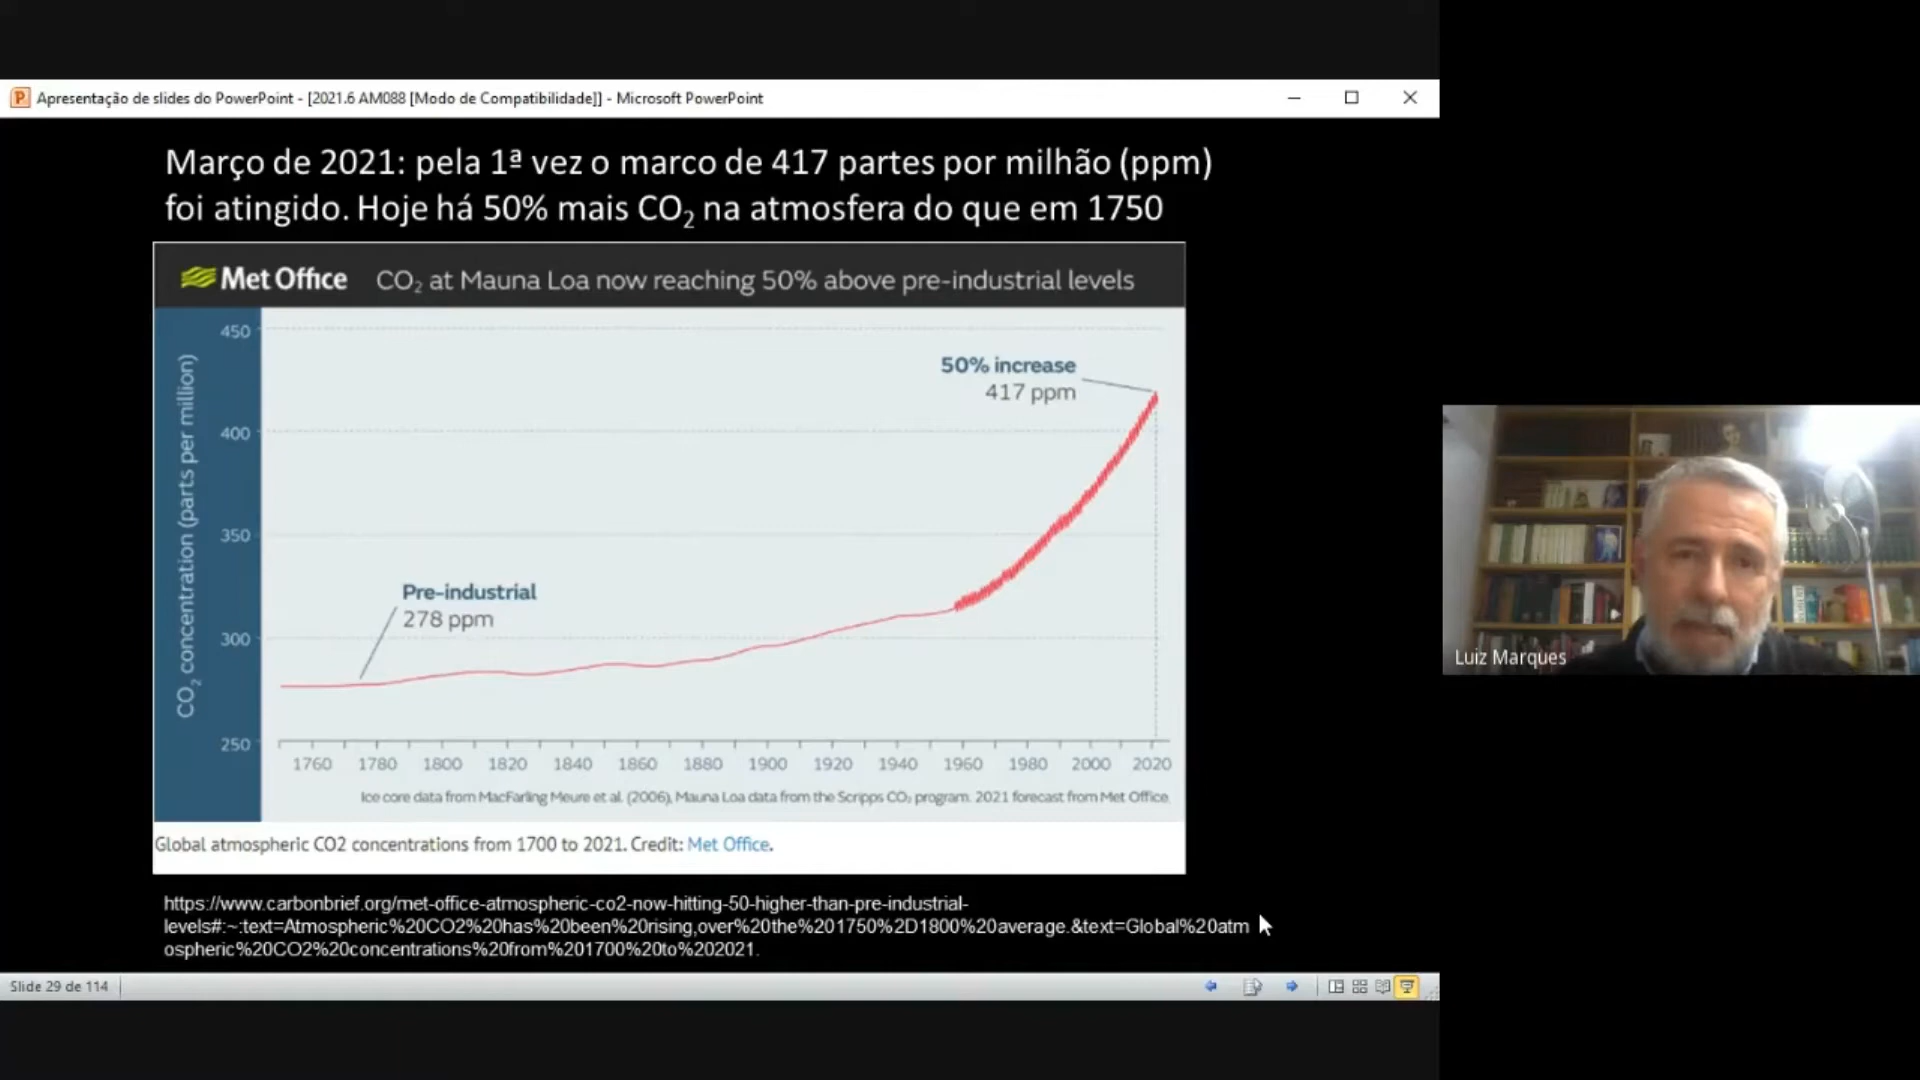 Apresentação de slides do PowerPoint - [2021.6 AM088 [Modo de Compatibilidade]] - Microsoft PowerPoint
Março de 2021: pela 1ª vez o marco de 417 partes por milhão (ppm)
foi atingido. Hoje há 50% mais CO₂ na atmosfera do que em 1750
Met Office CO₂ at Mauna Loa now reaching 50% above pre-industrial levels
CO₂ concentration (parts per million)
450
400
350
300
250
50% increase
417 ppm
Pre-industrial
278 ppm
1760 1780 1800 1820 1840 1860 1880 1900 1920 1940 1960 1980 2000 2020
Ice core data from MacFarling Meure et al. (2006), Mauna Loa data from the Scripps CO₂ program. 2021 forecast from Met Office.
Global atmospheric CO2 concentrations from 1700 to 2021. Credit: Met Office.
https://www.carbonbrief.org/met-office-atmospheric-co2-now-hitting-50-higher-than-pre-industrial-
levels#:~:text=Atmospheric%20CO2%20has%20been%20rising,over%20the%201750%2D1800%20average.&text=Global%20atm
ospheric%20CO2%20concentrations%20from%201700%20to%202021.
Slide 29 de 114
Luiz Marques